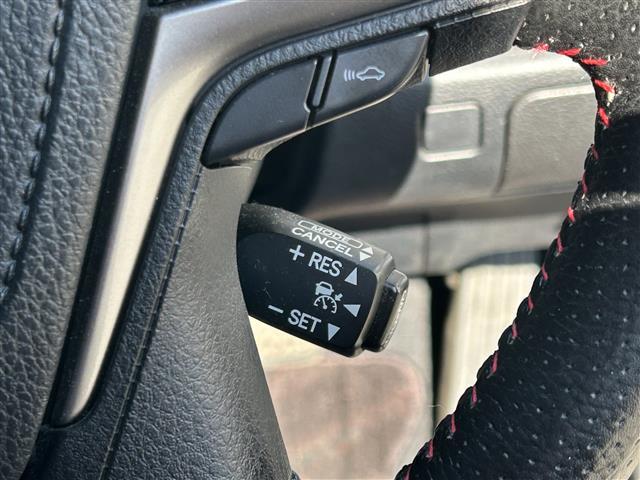 MODE
CANCEL
+ RES
− SET